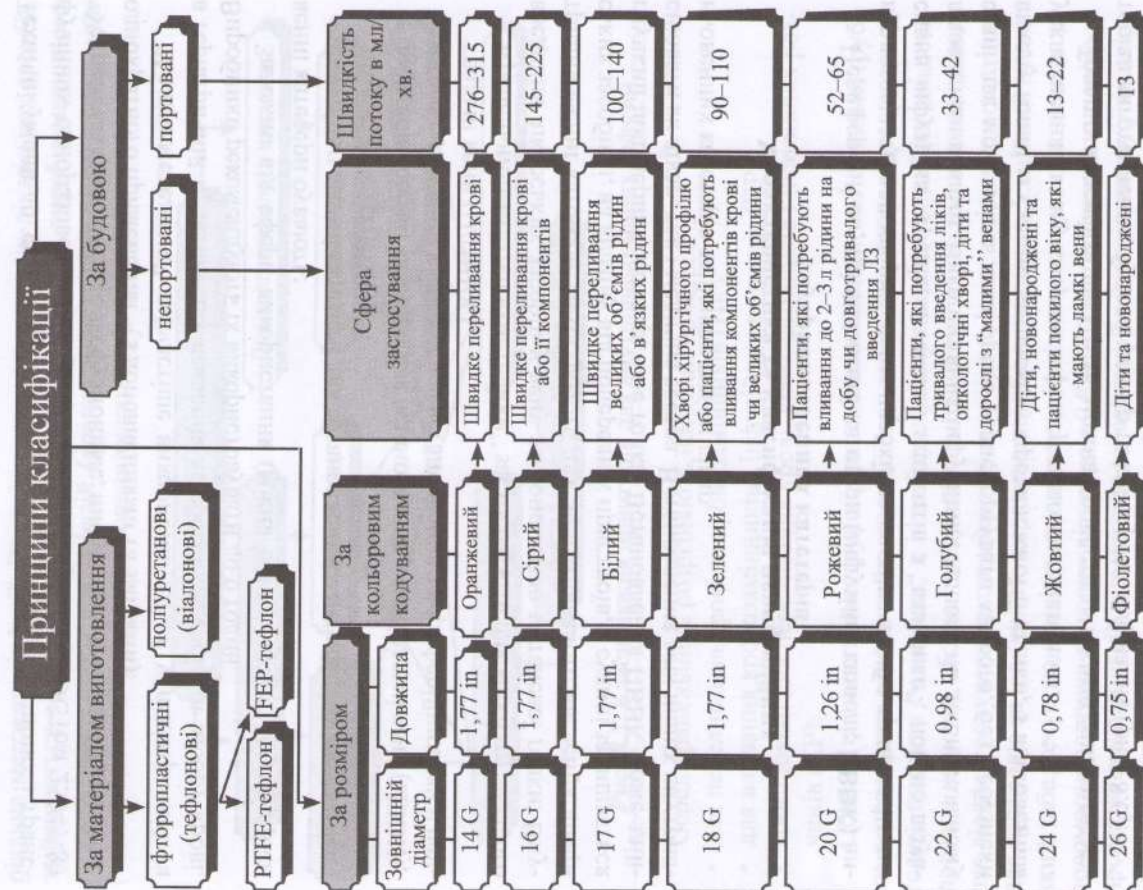 Принципи класифікації
За матеріалом виготовлення
За будовою
фторопластичні
(тефлонові)
поліуретанові
(віалонові)
непортовані
портовані
PTFE-тефлон
FEP-тефлон
За розміром
За
кольоровим
кодуванням
Сфера
застосування
Швидкість
потоку в мл/
хв.
Зовнішній
діаметр
Довжина
14 G
1,77 in
Оранжевий
Швидке переливання крові
276–315
16 G
1,77 in
Сірий
Швидке переливання крові
або її компонентів
145–225
17 G
1,77 in
Білий
Швидке переливання
великих об’ємів рідин
або в’язких рідин
100–140
18 G
1,77 in
Зелений
Хворі хірургічного профілю
або пацієнти, які потребують
вливання компонентів крові
чи великих об’ємів рідини
90–110
20 G
1,26 in
Рожевий
Пацієнти, які потребують
вливання до 2–3 л рідини на
добу чи довготривалого
введення ЛЗ
52–65
22 G
0,98 in
Голубий
Пацієнти, які потребують
тривалого введення ліків,
онкологічні хворі, діти та
дорослі з “малими’’ венами
33–42
24 G
0,78 in
Жовтий
Діти, новонароджені та
пацієнти похилого віку, які
мають ламкі вени
13–22
26 G
0,75 in
Фіолетовий
Діти та новонароджені
13